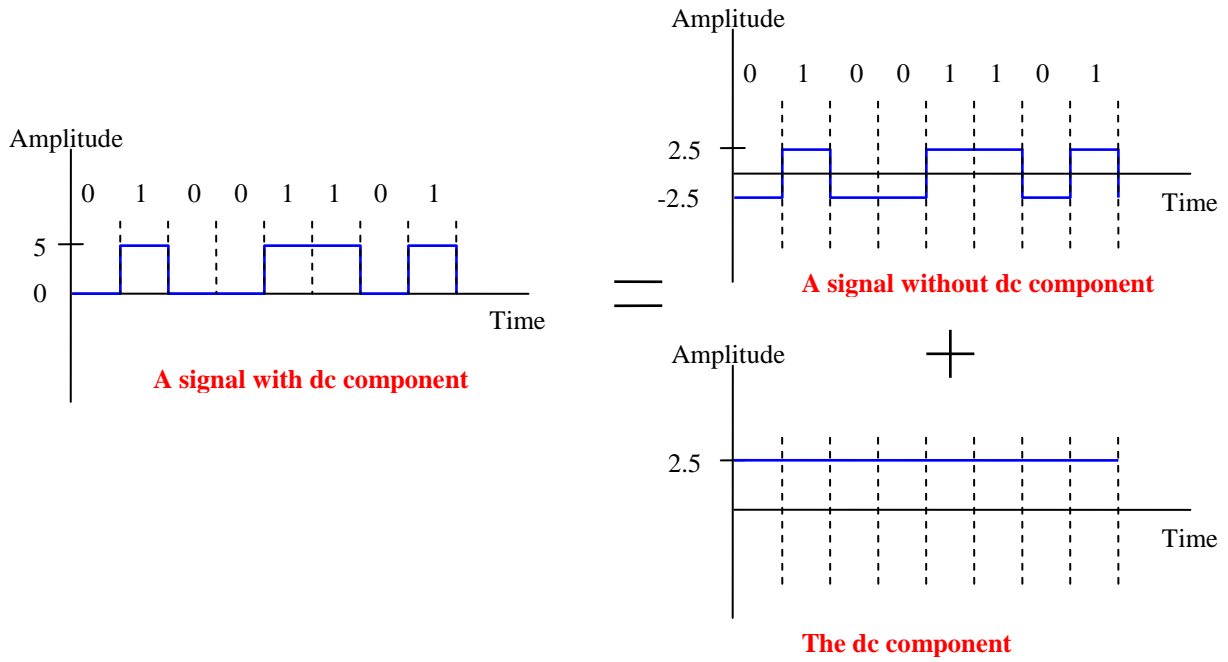 Amplitude
0 1 0 0 1 1 0 1
5
0
Time
A signal with dc component
Amplitude
0 1 0 0 1 1 0 1
2.5
-2.5
Time
A signal without dc component
=
+
Amplitude
2.5
Time
The dc component